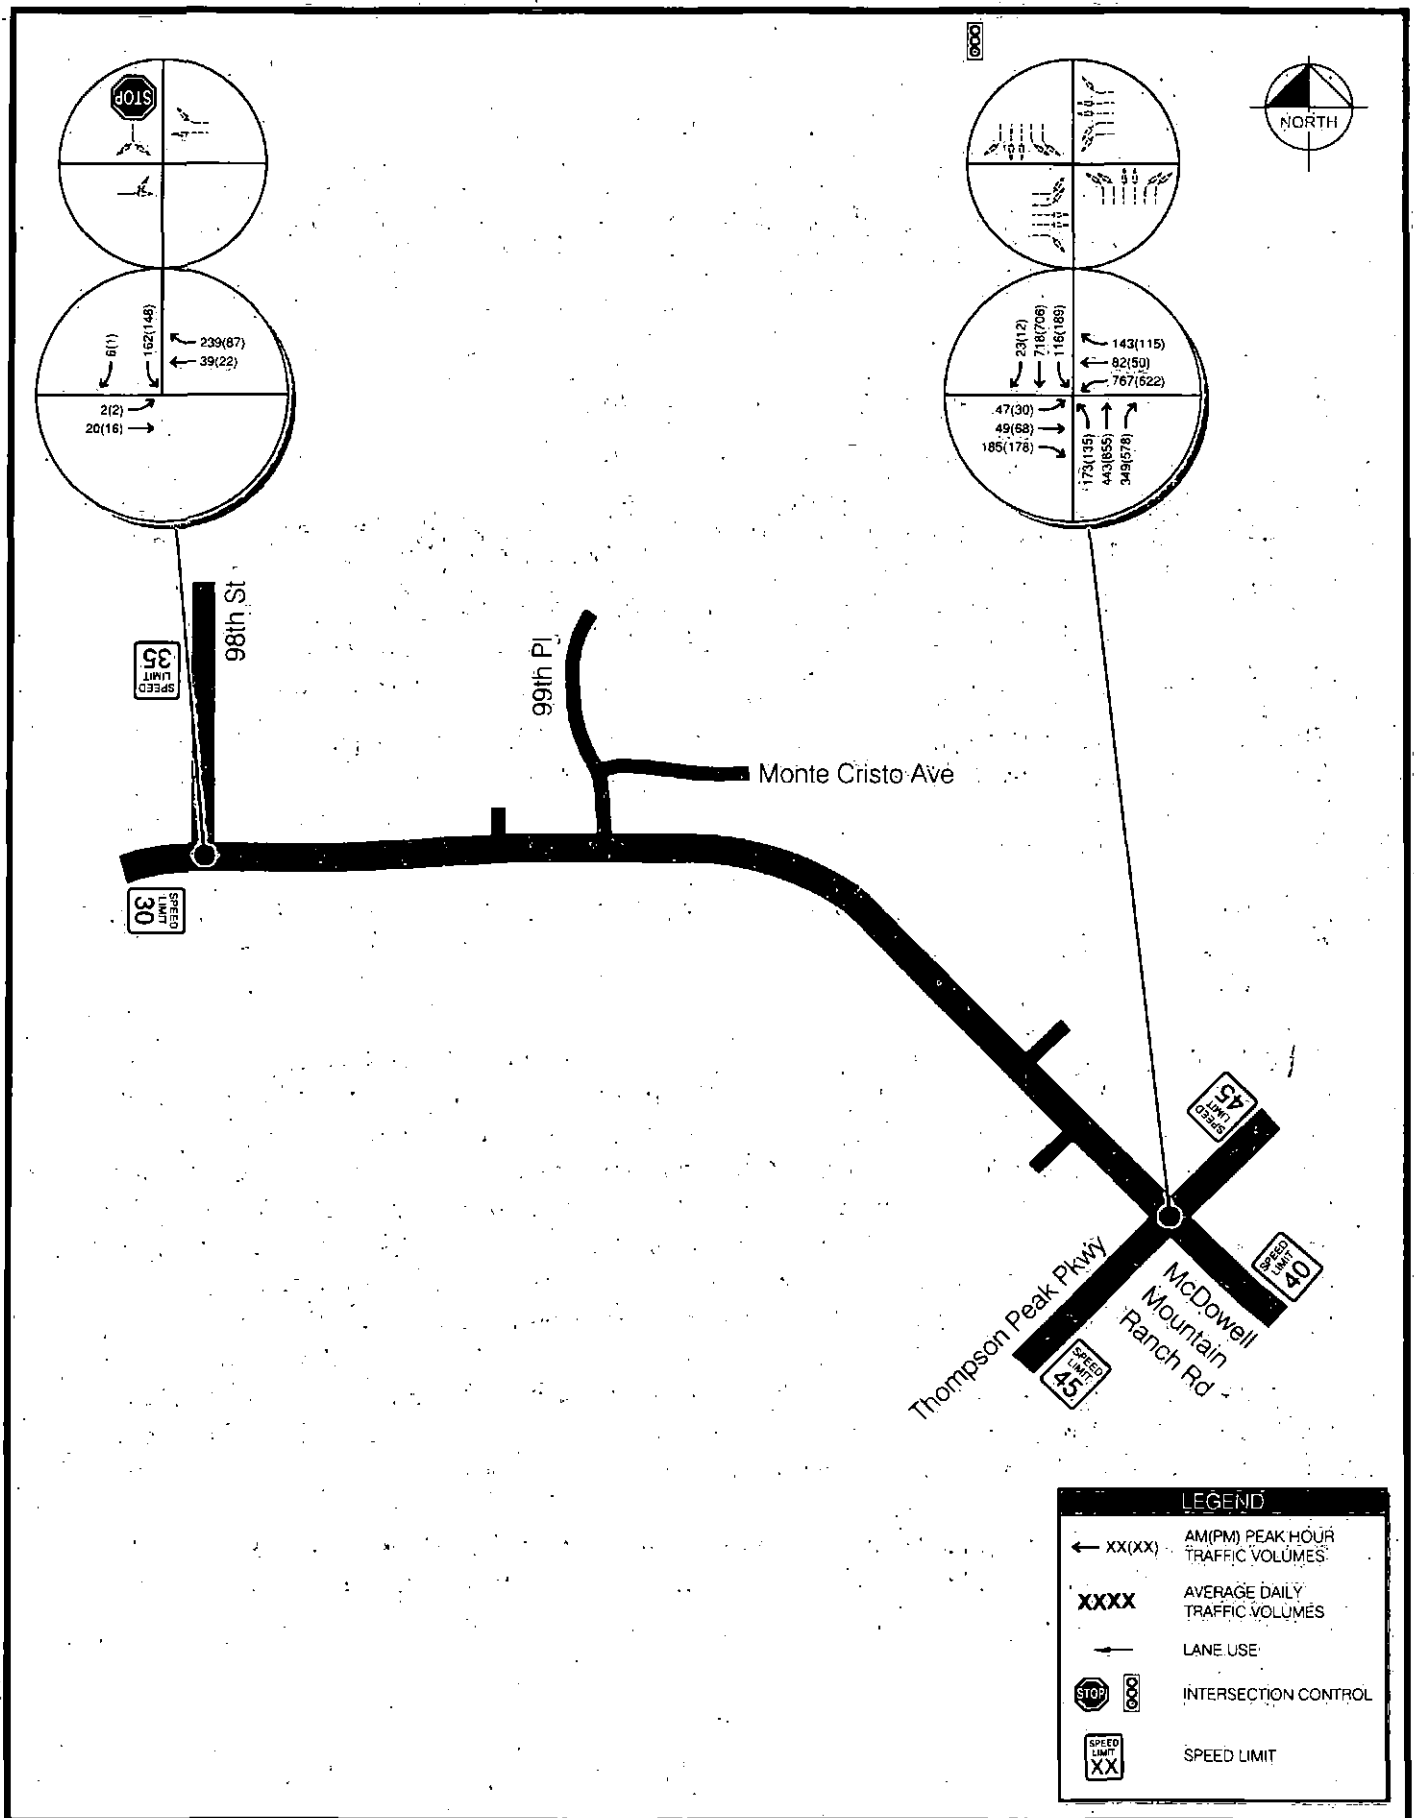 STOP
NORTH
6(1)
162(148)
239(87)
39(22)
2(2)
20(16)
23(12)
718(706)
116(189)
143(115)
82(50)
767(622)
47(30)
49(68)
185(178)
173(135)
443(655)
349(578)
98th St
SPEED
LIMIT
35
99th Pl
Monte Cristo Ave
SPEED
LIMIT
30
SPEED
LIMIT
45
SPEED
LIMIT
40
Thompson Peak Pkwy
McDowell
Mountain
Ranch Rd
SPEED
LIMIT
45
LEGEND
XX(XX)
AM(PM) PEAK HOUR
TRAFFIC VOLUMES
XXXX
AVERAGE DAILY
TRAFFIC VOLUMES
LANE USE
STOP
INTERSECTION CONTROL
SPEED
LIMIT
XX
SPEED LIMIT